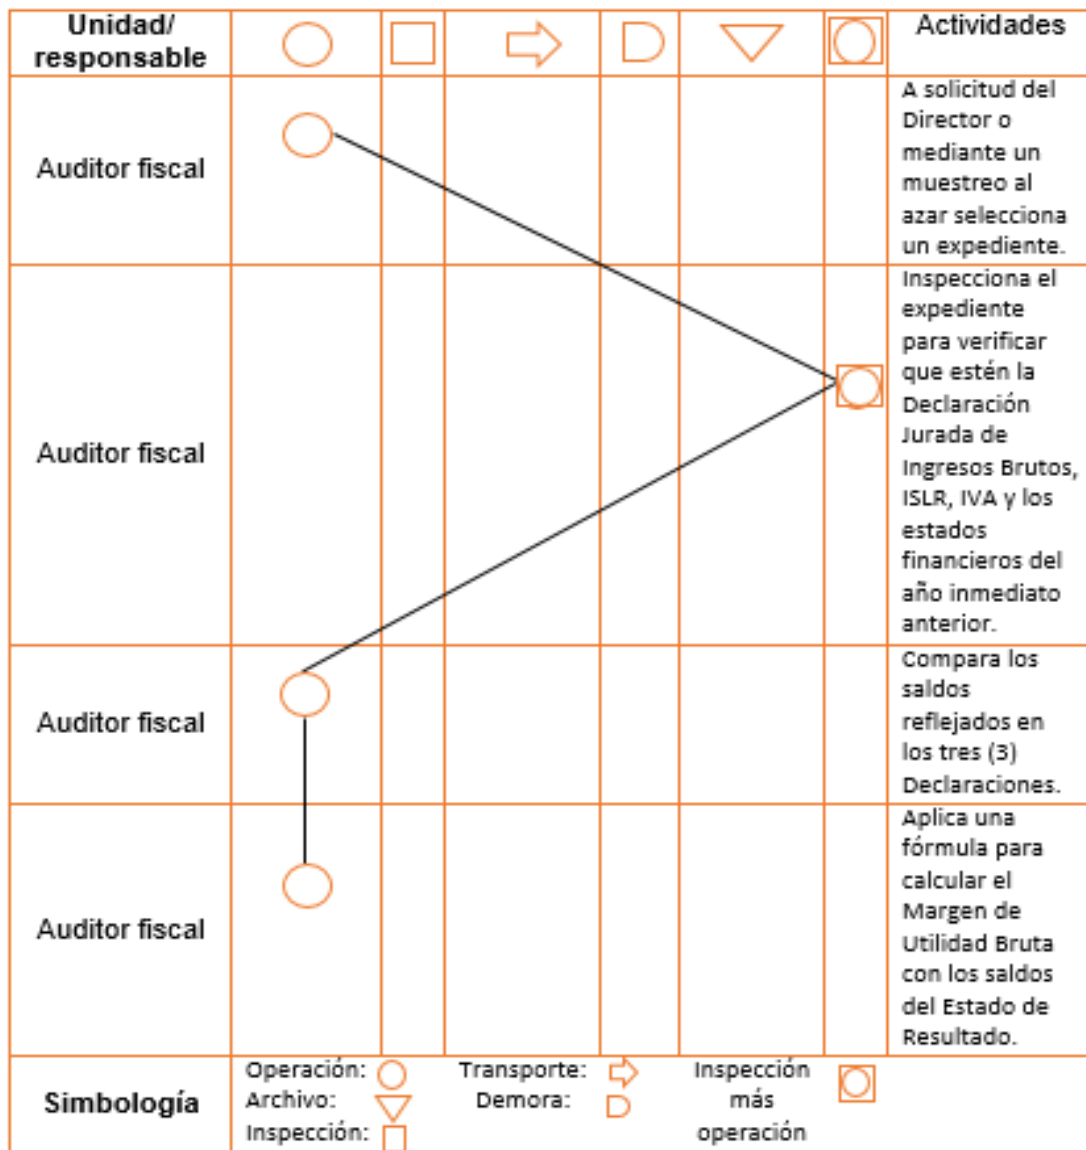 Unidad/
responsable
Actividades
Auditor fiscal
A solicitud del
Director o
mediante un
muestreo al
azar selecciona
un expediente.
Auditor fiscal
Inspecciona el
expediente
para verificar
que estén la
Declaración
Jurada de
Ingresos Brutos,
ISLR, IVA y los
estados
financieros del
año inmediato
anterior.
Auditor fiscal
Compara los
saldos
reflejados en
los tres (3)
Declaraciones.
Auditor fiscal
Aplica una
fórmula para
calcular el
Margen de
Utilidad Bruta
con los saldos
del Estado de
Resultado.
Simbología
Operación:
Archivo:
Inspección:
Transporte:
Demora:
Inspección
más
operación